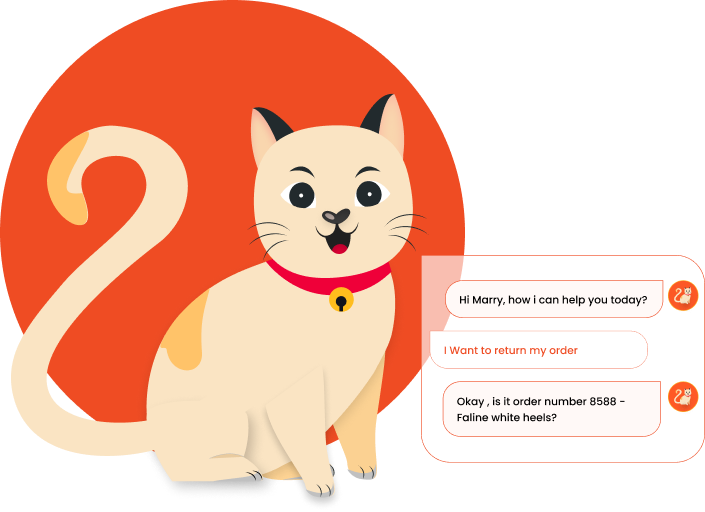 Hi Marry, how i can help you today?
I Want to return my order
Okay , is it order number 8588 -
Faline white heels?